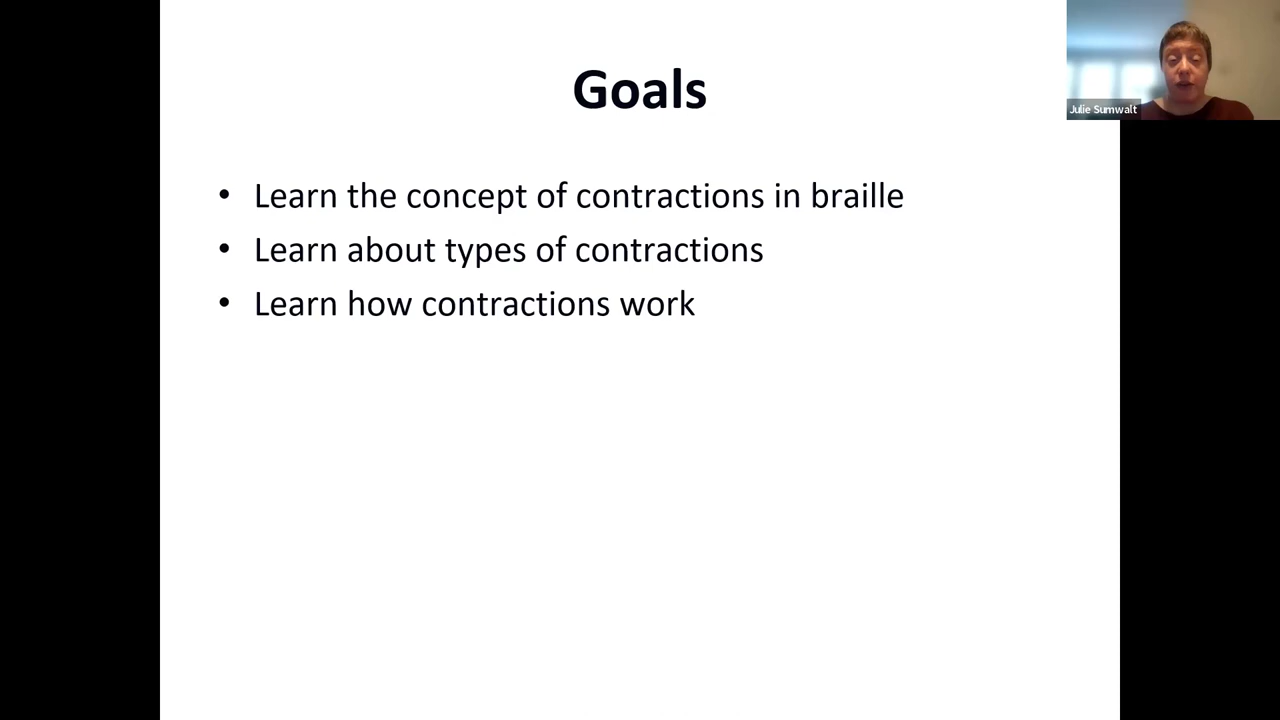 Goals
Julie Sumwalt
• Learn the concept of contractions in braille
• Learn about types of contractions
• Learn how contractions work